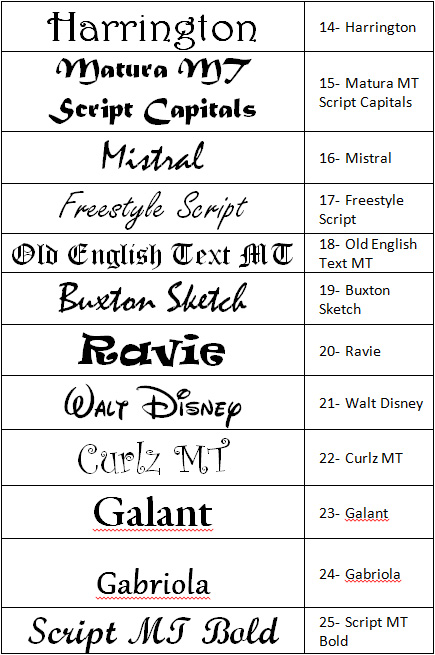 Harrington
14- Harrington
Matura MT
Script Capitals
15- Matura MT
Script Capitals
Mistral
16- Mistral
Freestyle Script
17- Freestyle
Script
Old English Text MT
18- Old English
Text MT
Buxton Sketch
19- Buxton
Sketch
Ravie
20- Ravie
Walt Disney
21- Walt Disney
Curlz MT
22- Curlz MT
Galant
23- Galant
Gabriola
24- Gabriola
Script MT Bold
25- Script MT
Bold